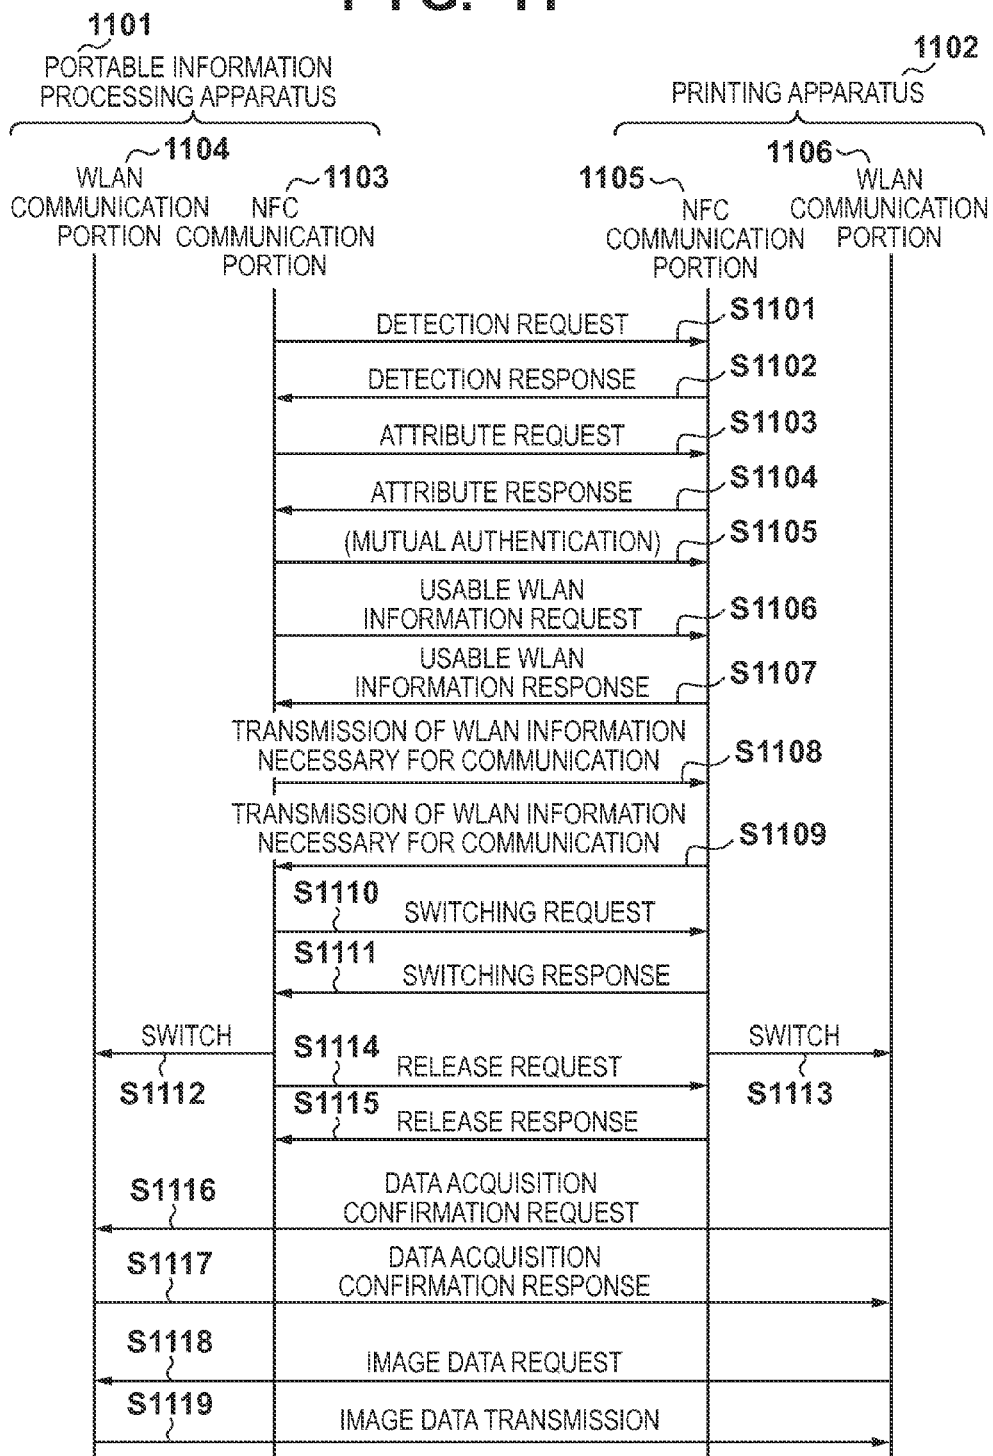 FIG. 11
1101
PORTABLE INFORMATION
PROCESSING APPARATUS
1102
PRINTING APPARATUS
1104
WLAN
COMMUNICATION
PORTION
1103
NFC
COMMUNICATION
PORTION
1105
NFC
COMMUNICATION
PORTION
1106
WLAN
COMMUNICATION
PORTION
DETECTION REQUEST
S1101
DETECTION RESPONSE
S1102
ATTRIBUTE REQUEST
S1103
ATTRIBUTE RESPONSE
S1104
(MUTUAL AUTHENTICATION)
S1105
USABLE WLAN
INFORMATION REQUEST
S1106
USABLE WLAN
INFORMATION RESPONSE
S1107
TRANSMISSION OF WLAN INFORMATION
NECESSARY FOR COMMUNICATION
S1108
TRANSMISSION OF WLAN INFORMATION
NECESSARY FOR COMMUNICATION
S1109
S1110
SWITCHING REQUEST
S1111
SWITCHING RESPONSE
SWITCH
S1112
SWITCH
S1113
S1114
RELEASE REQUEST
S1115
RELEASE RESPONSE
S1116
DATA ACQUISITION
CONFIRMATION REQUEST
S1117
DATA ACQUISITION
CONFIRMATION RESPONSE
S1118
IMAGE DATA REQUEST
S1119
IMAGE DATA TRANSMISSION